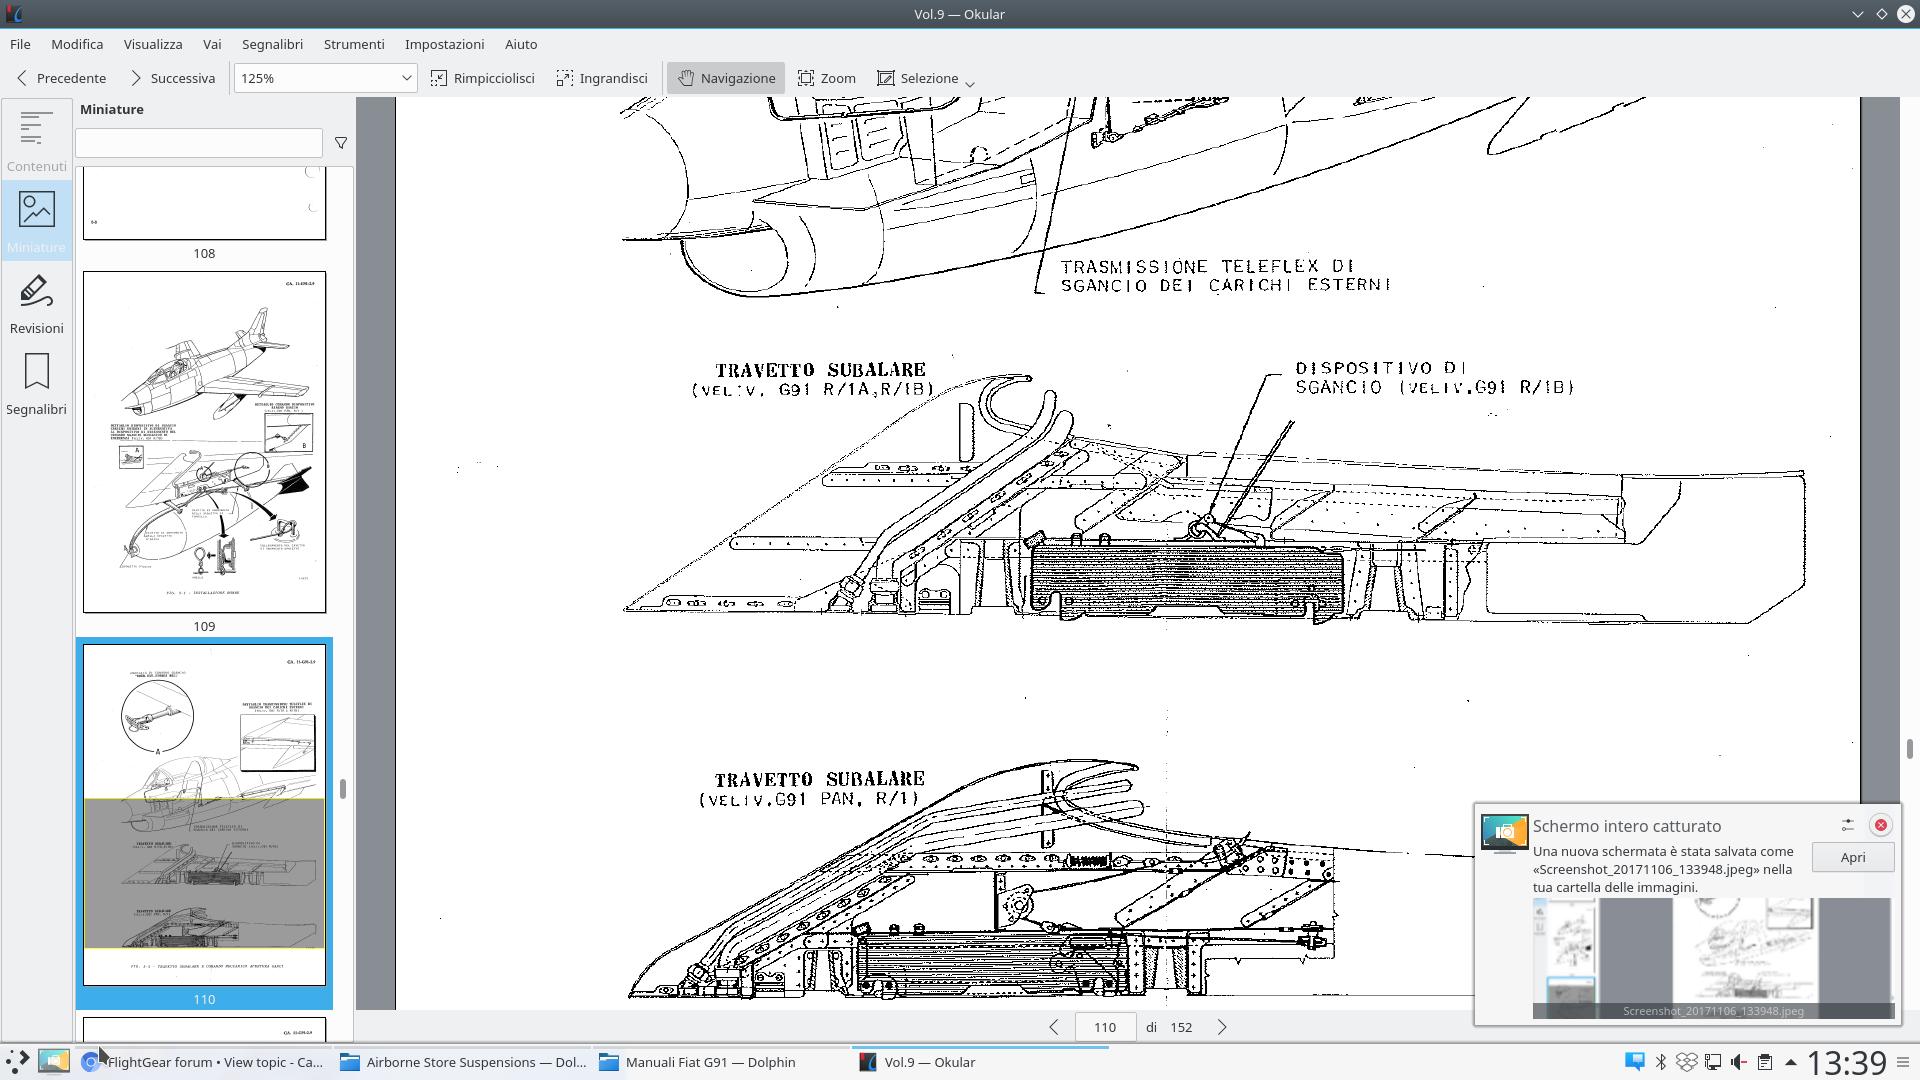 Vol.9 — Okular
File Modifica Visualizza Vai Segnalibri Strumenti Impostazioni Aiuto
Precedente Successiva 125% Rimpicciolisci Ingrandisci Navigazione Zoom Selezione
Contenuti
Miniature
Revisioni
Segnalibri
Miniature
108
109
110
TRASMISSIONE TELEFLEX DI
SGANCIO DEI CARICHI ESTERNI
TRAVETTO SUBALARE
(VELIV. G91 R/1A,R/1B)
DISPOSITIVO DI
SGANCIO (VELIV.G91 R/1B)
TRAVETTO SUBALARE
(VELIV.G91 PAN, R/1)
Schermo intero catturato
Una nuova schermata è stata salvata come
«Screenshot_20171106_133948.jpeg» nella
tua cartella delle immagini.
Apri
Screenshot_20171106_133948.jpeg
110 di 152
FlightGear forum • View topic - Ca...
Airborne Store Suspensions — Dol...
Manuali Fiat G91 — Dolphin
Vol.9 — Okular
13:39